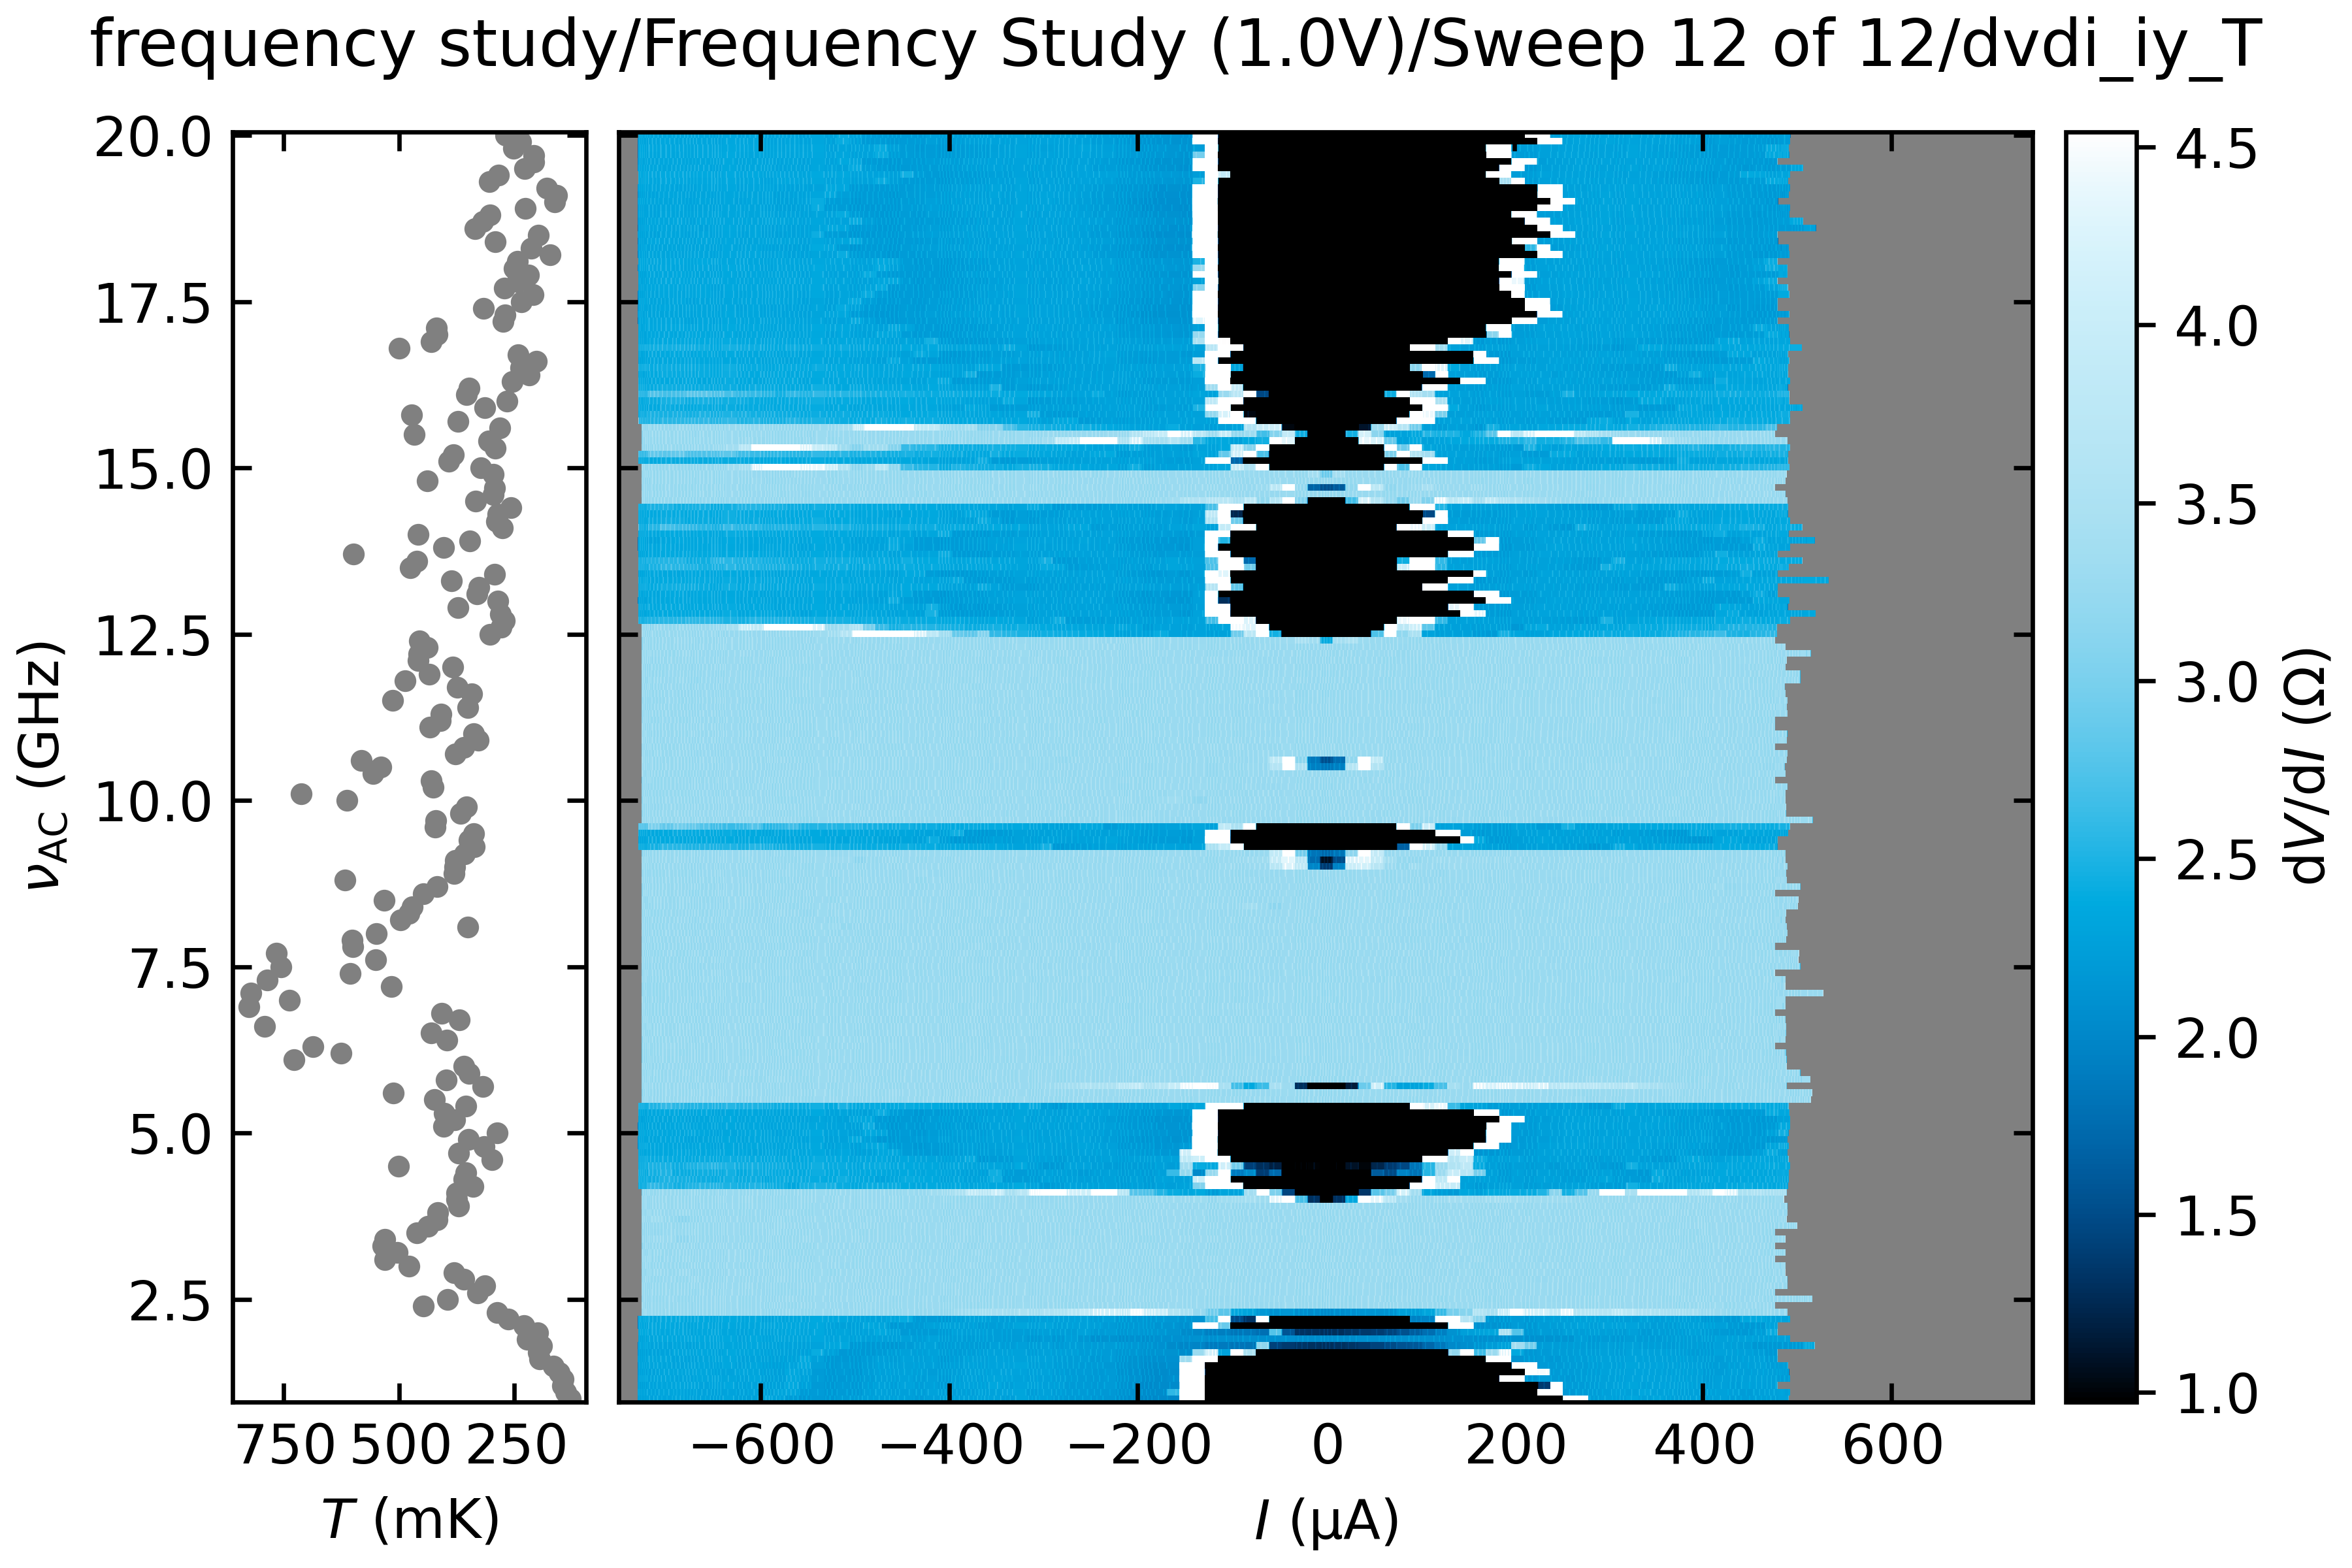 frequency study/Frequency Study (1.0V)/Sweep 12 of 12/dvdi_iy_T
20.0
17.5
15.0
12.5
10.0
7.5
5.0
2.5
ν_AC (GHz)
750 500 250
T (mK)
−600 −400 −200 0 200 400 600
I (µA)
4.5
4.0
3.5
3.0
2.5
2.0
1.5
1.0
dV/dI (Ω)